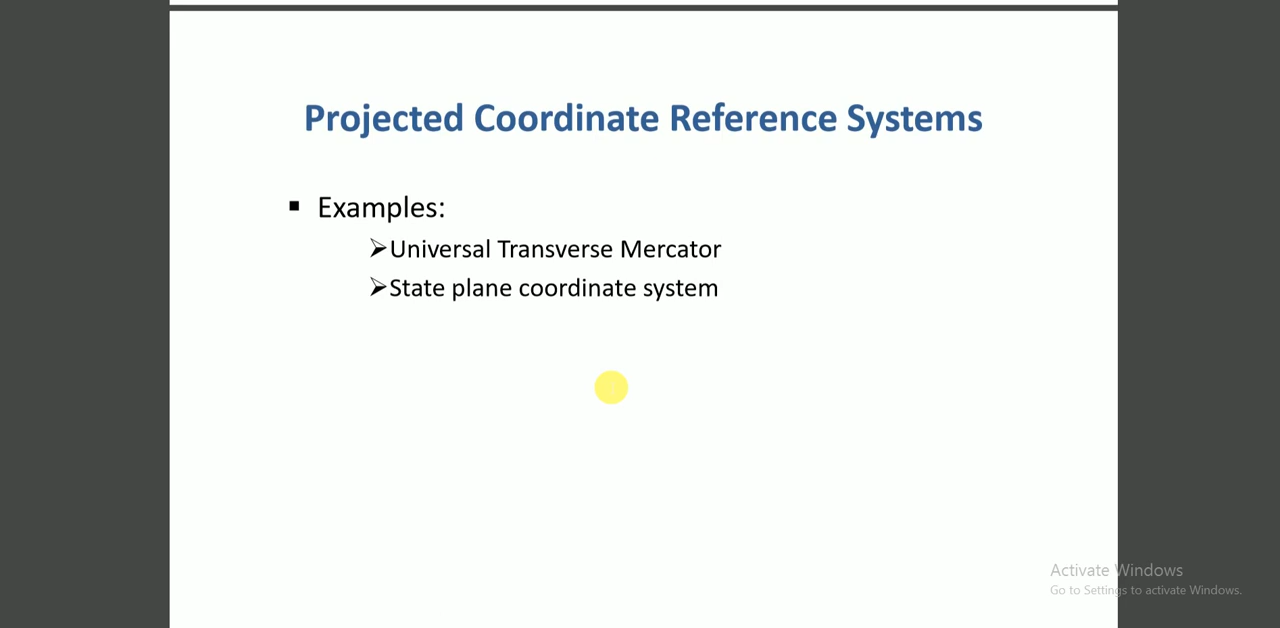 Projected Coordinate Reference Systems
▪ Examples:
➢Universal Transverse Mercator
➢State plane coordinate system
Activate Windows
Go to Settings to activate Windows.